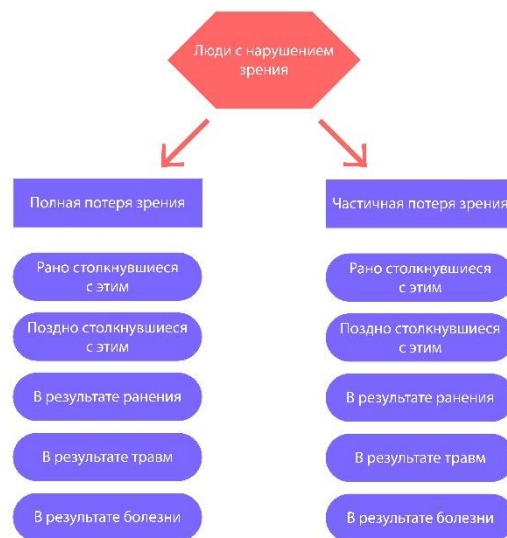 Люди с нарушением
зрения
Полная потеря зрения
Рано столкнувшиеся
с этим
Поздно столкнувшиеся
с этим
В результате ранения
В результате травм
В результате болезни
Частичная потеря зрения
Рано столкнувшиеся
с этим
Поздно столкнувшиеся
с этим
В результате ранения
В результате травм
В результате болезни